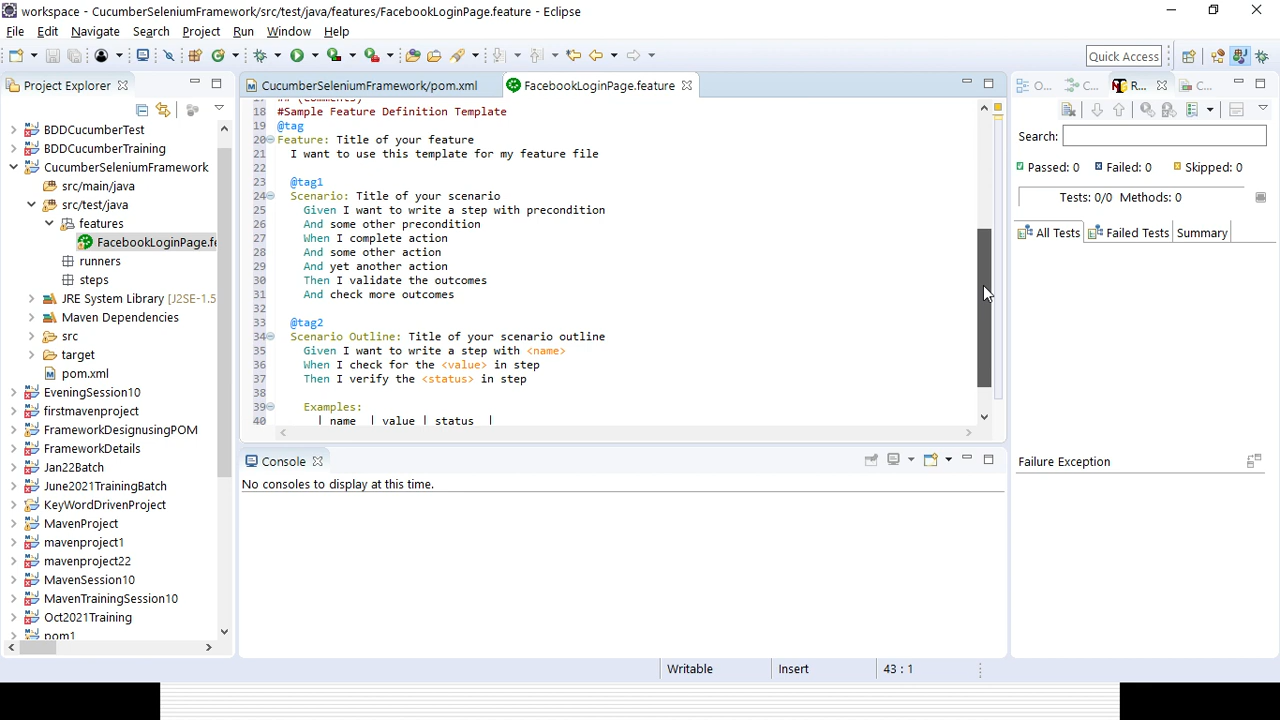 workspace - CucumberSeleniumFramework/src/test/java/features/FacebookLoginPage.feature - Eclipse
File Edit Navigate Search Project Run Window Help
Quick Access
Project Explorer
CucumberSeleniumFramework/pom.xml
FacebookLoginPage.feature
O...
C...
R...
C...
BDDCucumberTest
BDDCucumberTraining
CucumberSeleniumFramework
src/main/java
src/test/java
features
FacebookLoginPage.fe
runners
steps
JRE System Library [J2SE-1.5
Maven Dependencies
src
target
pom.xml
EveningSession10
firstmavenproject
FrameworkDesignusingPOM
FrameworkDetails
Jan22Batch
June2021TrainingBatch
KeyWordDrivenProject
MavenProject
mavenproject1
mavenproject22
MavenSession10
MavenTrainingSession10
Oct2021Training
pom1
17 ## (Comments)
18 #Sample Feature Definition Template
19 @tag
20 Feature: Title of your feature
21 I want to use this template for my feature file
22
23 @tag1
24 Scenario: Title of your scenario
25 Given I want to write a step with precondition
26 And some other precondition
27 When I complete action
28 And some other action
29 And yet another action
30 Then I validate the outcomes
31 And check more outcomes
32
33 @tag2
34 Scenario Outline: Title of your scenario outline
35 Given I want to write a step with <name>
36 When I check for the <value> in step
37 Then I verify the <status> in step
38
39 Examples:
40 | name | value | status |
Search:
Passed: 0 Failed: 0 Skipped: 0
Tests: 0/0 Methods: 0
All Tests Failed Tests Summary
Failure Exception
Console
No consoles to display at this time.
Writable Insert 43 : 1